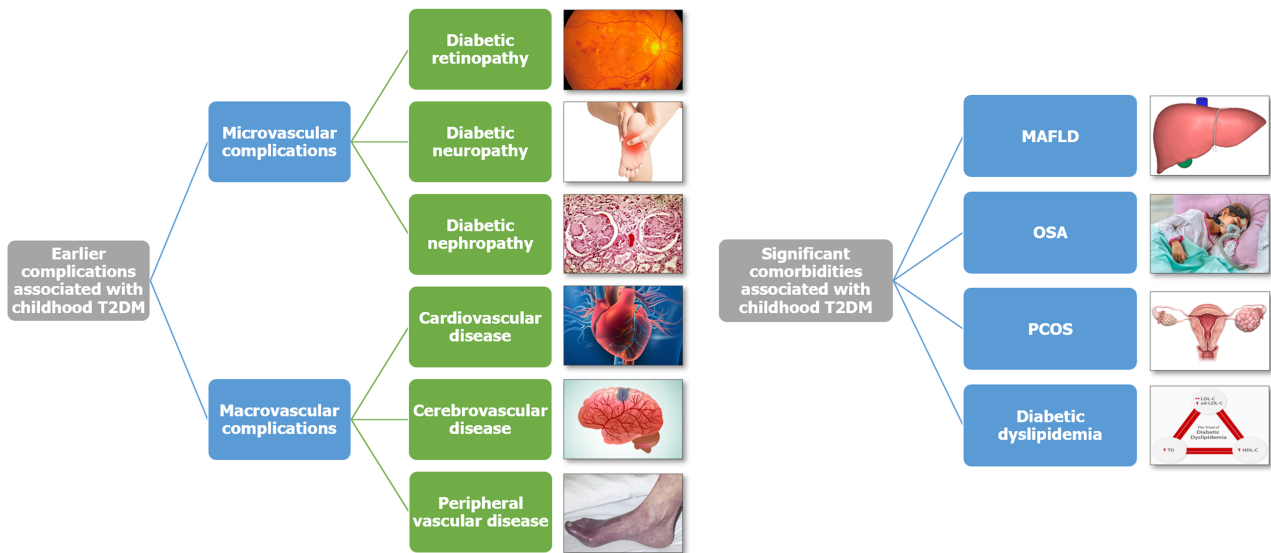 Earlier
complications
associated with
childhood T2DM
Microvascular
complications
Diabetic
retinopathy
Diabetic
neuropathy
Diabetic
nephropathy
Macrovascular
complications
Cardiovascular
disease
Cerebrovascular
disease
Peripheral
vascular disease
Significant
comorbidities
associated with
childhood T2DM
MAFLD
OSA
PCOS
Diabetic
dyslipidemia
LDL-C
sd-LDL-C
The Triad of
Diabetic
Dyslipidemia
TG
HDL-C